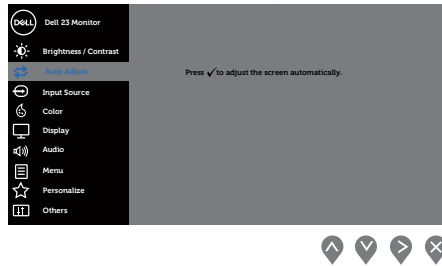 DELL
Dell 23 Monitor
Brightness / Contrast
Auto Adjust
Press ✓ to adjust the screen automatically.
Input Source
Color
Display
Audio
Menu
Personalize
Others